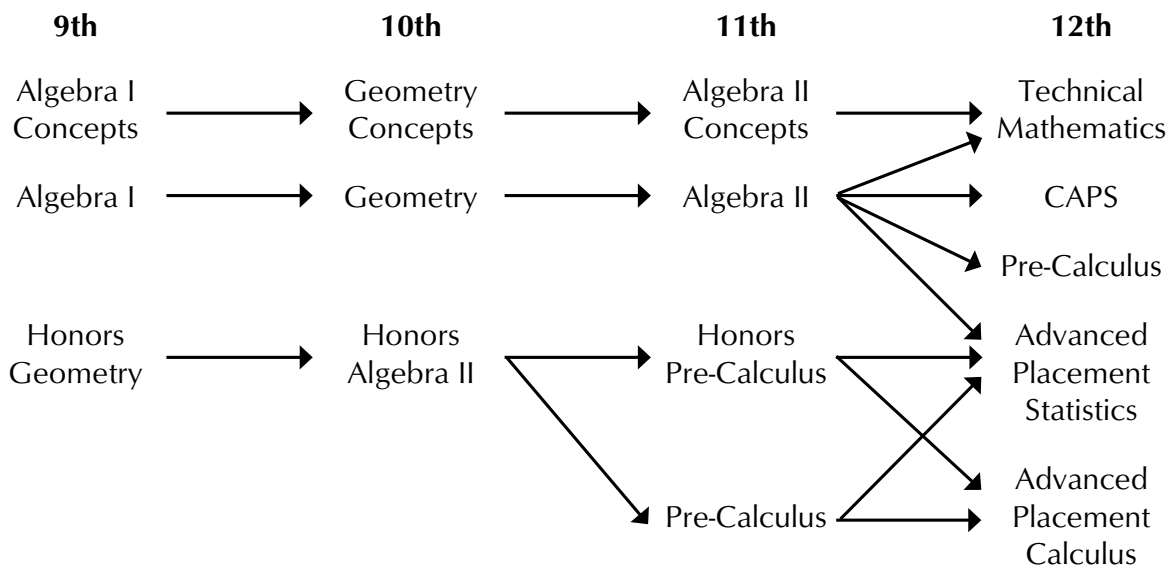 9th 10th 11th 12th
Algebra I
Concepts
Geometry
Concepts
Algebra II
Concepts
Technical
Mathematics
Algebra I
Geometry
Algebra II
CAPS
Pre-Calculus
Honors
Geometry
Honors
Algebra II
Honors
Pre-Calculus
Advanced
Placement
Statistics
Pre-Calculus
Advanced
Placement
Calculus